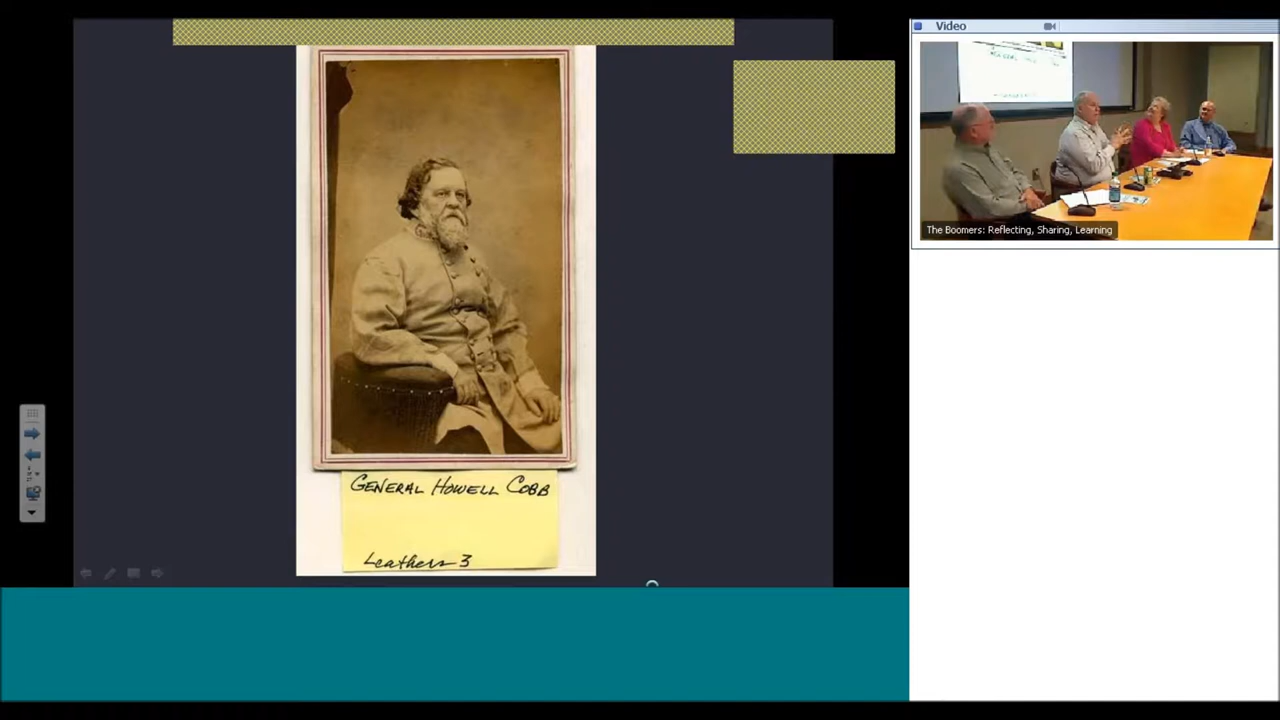 GENERAL HOWELL COBB
Leathers 3
Video
The Boomers: Reflecting, Sharing, Learning